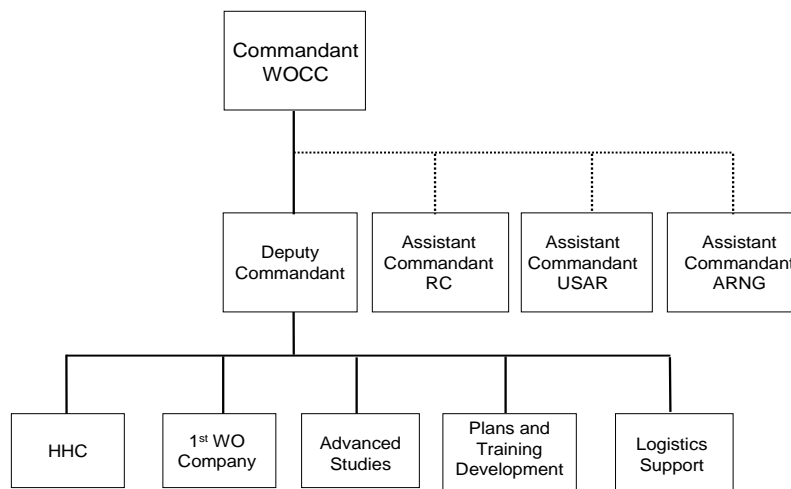 Commandant
WOCC
Deputy
Commandant
Assistant
Commandant
RC
Assistant
Commandant
USAR
Assistant
Commandant
ARNG
HHC
1st WO
Company
Advanced
Studies
Plans and
Training
Development
Logistics
Support